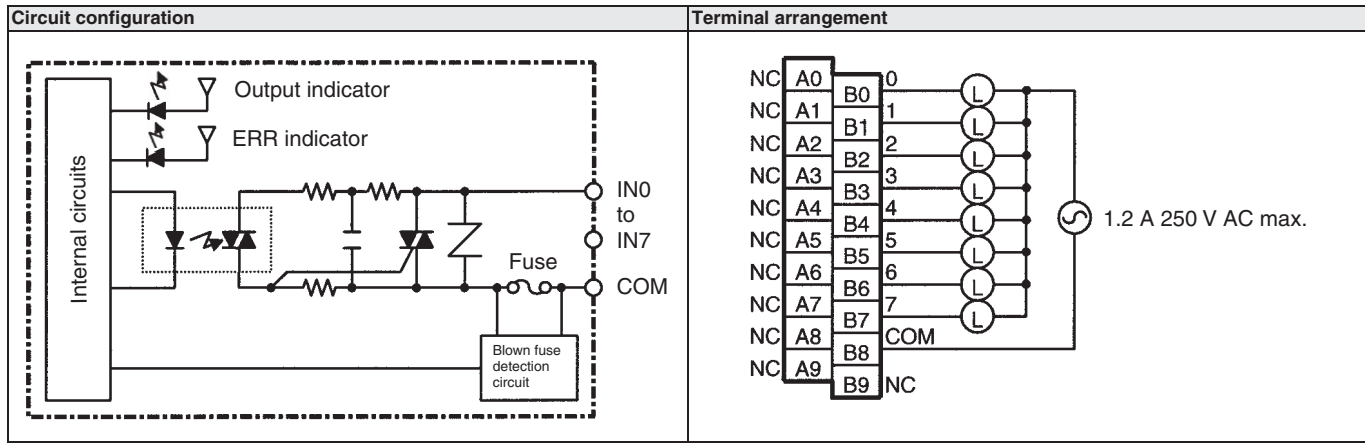 Circuit configuration
Terminal arrangement
Output indicator
ERR indicator
Internal circuits
IN0
to
IN7
Fuse
COM
Blown fuse
detection
circuit
NC A0 B0 0 L
NC A1 B1 1 L
NC A2 B2 2 L
NC A3 B3 3 L
NC A4 B4 4 L
NC A5 B5 5 L
NC A6 B6 6 L
NC A7 B7 7 L
NC A8 B8 COM
NC A9 B9 NC
1.2 A 250 V AC max.